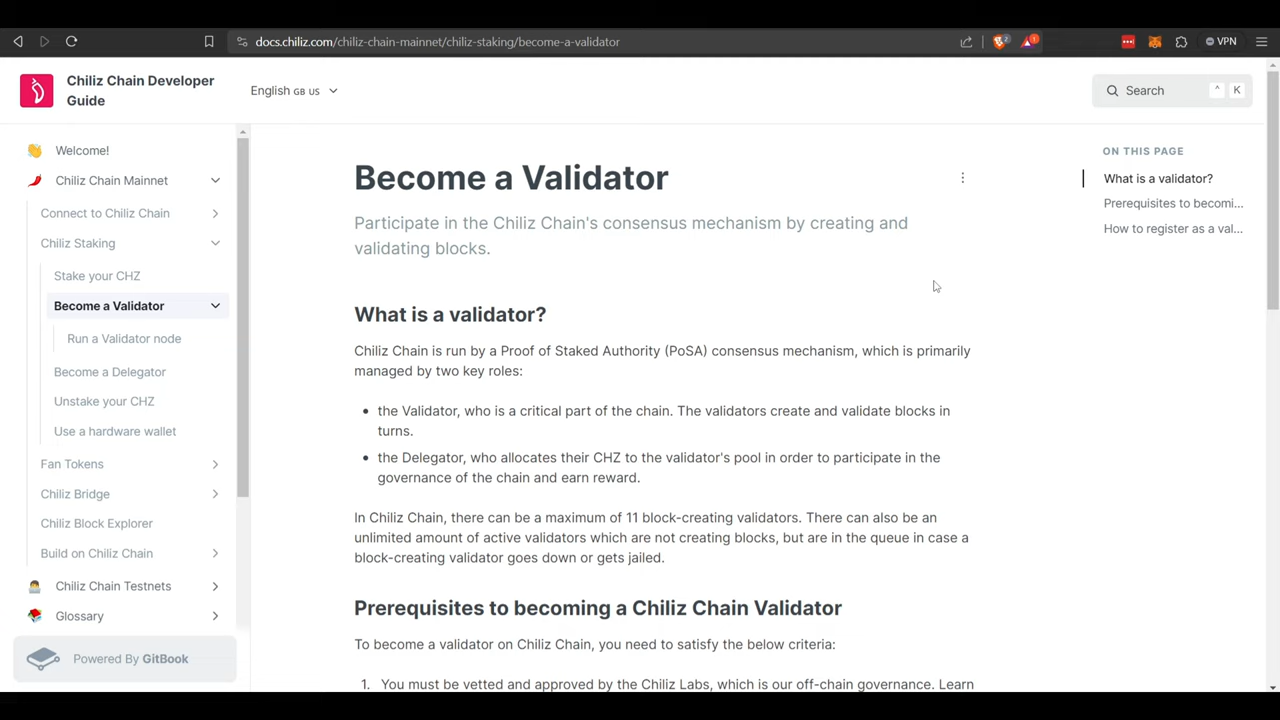 docs.chiliz.com/chiliz-chain-mainnet/chiliz-staking/become-a-validator
2
1
VPN
Chiliz Chain Developer
Guide
English GB US
Search
^ K
👋 Welcome!
🌶️ Chiliz Chain Mainnet
Connect to Chiliz Chain
Chiliz Staking
Stake your CHZ
Become a Validator
Run a Validator node
Become a Delegator
Unstake your CHZ
Use a hardware wallet
Fan Tokens
Chiliz Bridge
Chiliz Block Explorer
Build on Chiliz Chain
Chiliz Chain Testnets
Glossary
Powered By GitBook
Become a Validator
Participate in the Chiliz Chain's consensus mechanism by creating and
validating blocks.
What is a validator?
Chiliz Chain is run by a Proof of Staked Authority (PoSA) consensus mechanism, which is primarily
managed by two key roles:
• the Validator, who is a critical part of the chain. The validators create and validate blocks in
turns.
• the Delegator, who allocates their CHZ to the validator's pool in order to participate in the
governance of the chain and earn reward.
In Chiliz Chain, there can be a maximum of 11 block-creating validators. There can also be an
unlimited amount of active validators which are not creating blocks, but are in the queue in case a
block-creating validator goes down or gets jailed.
Prerequisites to becoming a Chiliz Chain Validator
To become a validator on Chiliz Chain, you need to satisfy the below criteria:
1. You must be vetted and approved by the Chiliz Labs, which is our off-chain governance. Learn
ON THIS PAGE
What is a validator?
Prerequisites to becomi...
How to register as a val...